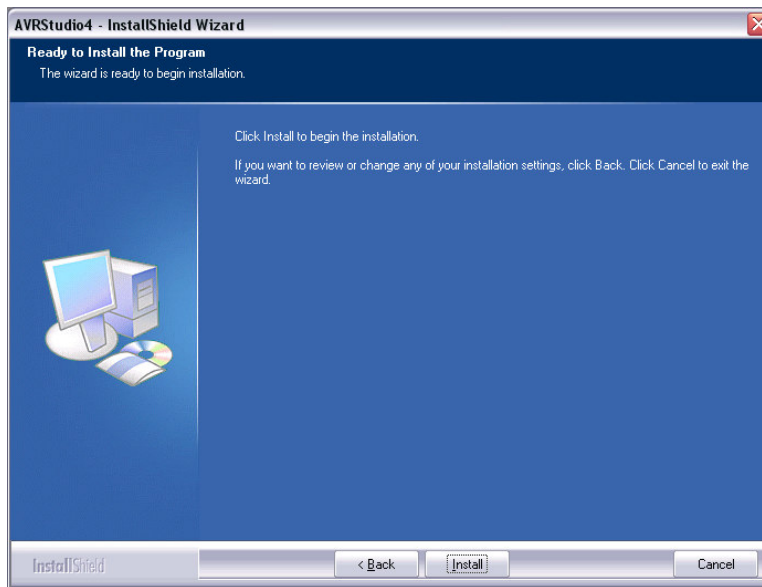 AVRStudio4 - InstallShield Wizard
Ready to Install the Program
The wizard is ready to begin installation.
Click Install to begin the installation.
If you want to review or change any of your installation settings, click Back. Click Cancel to exit the
wizard.
InstallShield
< Back
Install
Cancel